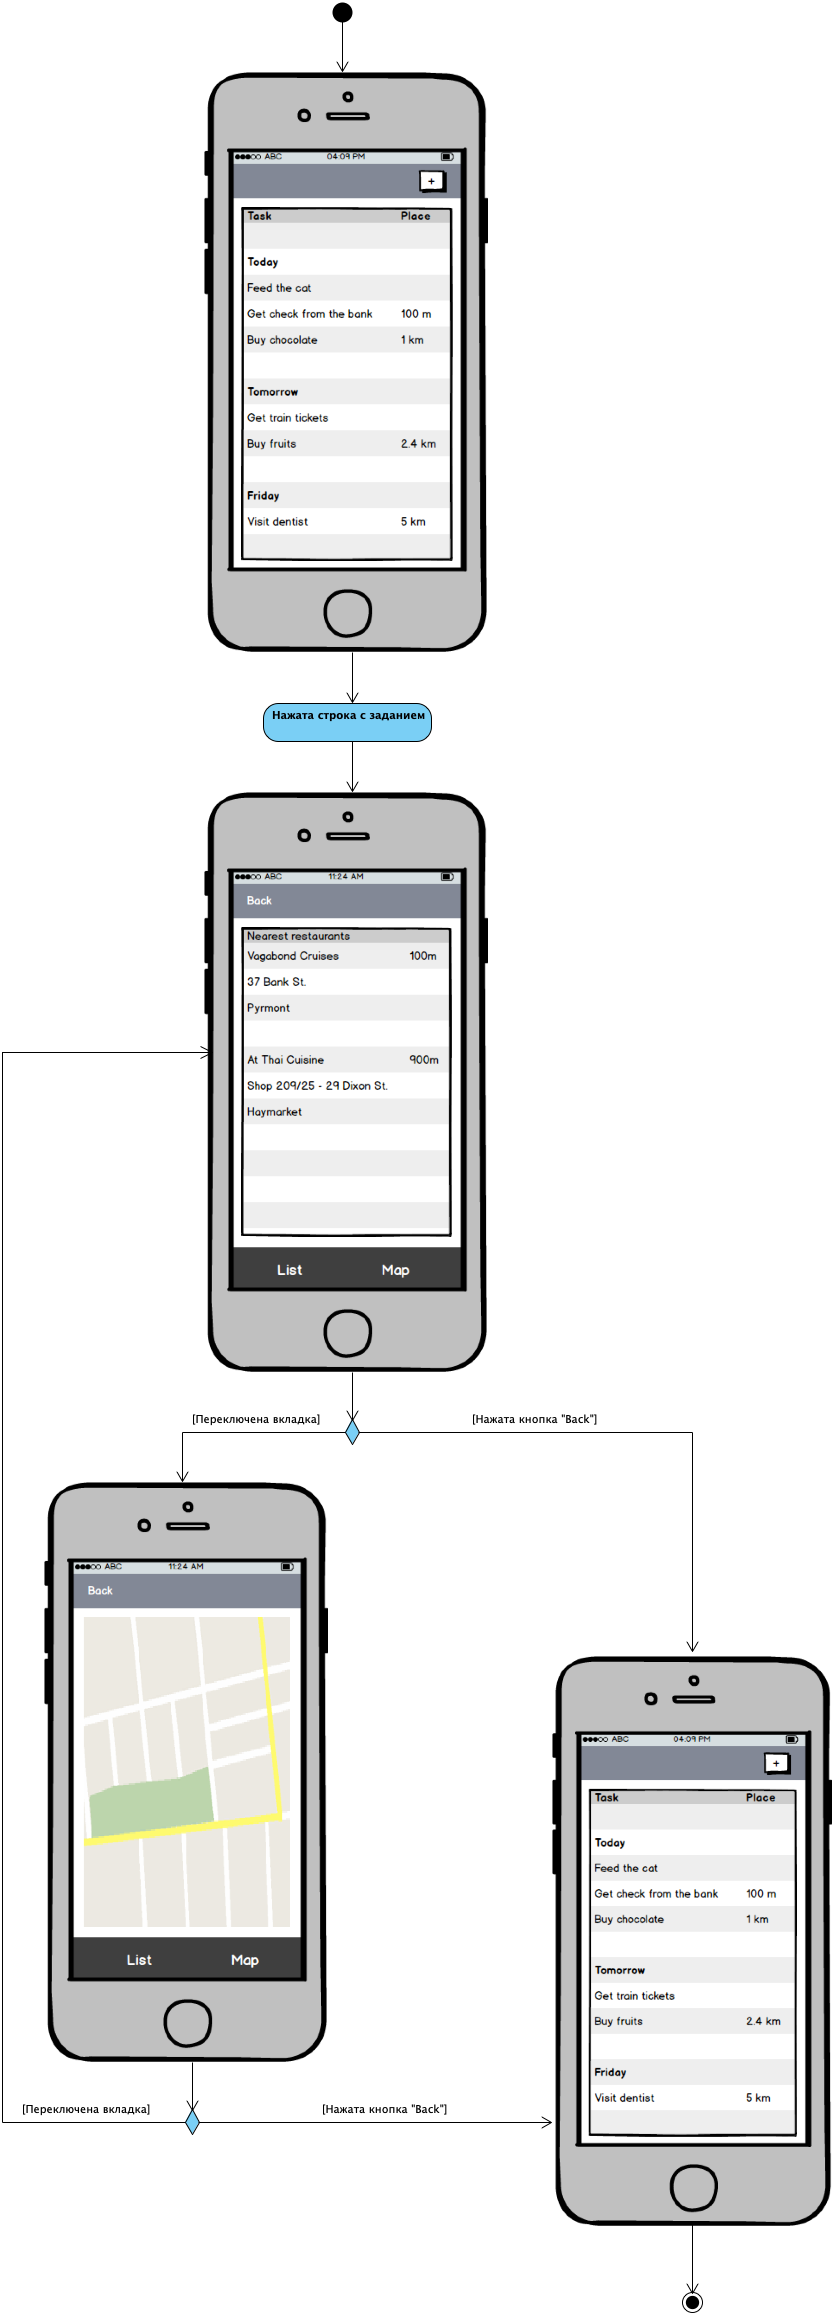 ABC 04:09 PM
+
Task Place
Today
Feed the cat
Get check from the bank 100 m
Buy chocolate 1 km
Tomorrow
Get train tickets
Buy fruits 2.4 km
Friday
Visit dentist 5 km
Нажата строка с заданием
ABC 11:24 AM
Back
Nearest restaurants
Vagabond Cruises 100m
37 Bank St.
Pyrmont
At Thai Cuisine 900m
Shop 209/25 - 29 Dixon St.
Haymarket
List Map
[Переключена вкладка] [Нажата кнопка "Back"]
ABC 11:24 AM
Back
List Map
[Переключена вкладка] [Нажата кнопка "Back"]
ABC 04:09 PM
+
Task Place
Today
Feed the cat
Get check from the bank 100 m
Buy chocolate 1 km
Tomorrow
Get train tickets
Buy fruits 2.4 km
Friday
Visit dentist 5 km